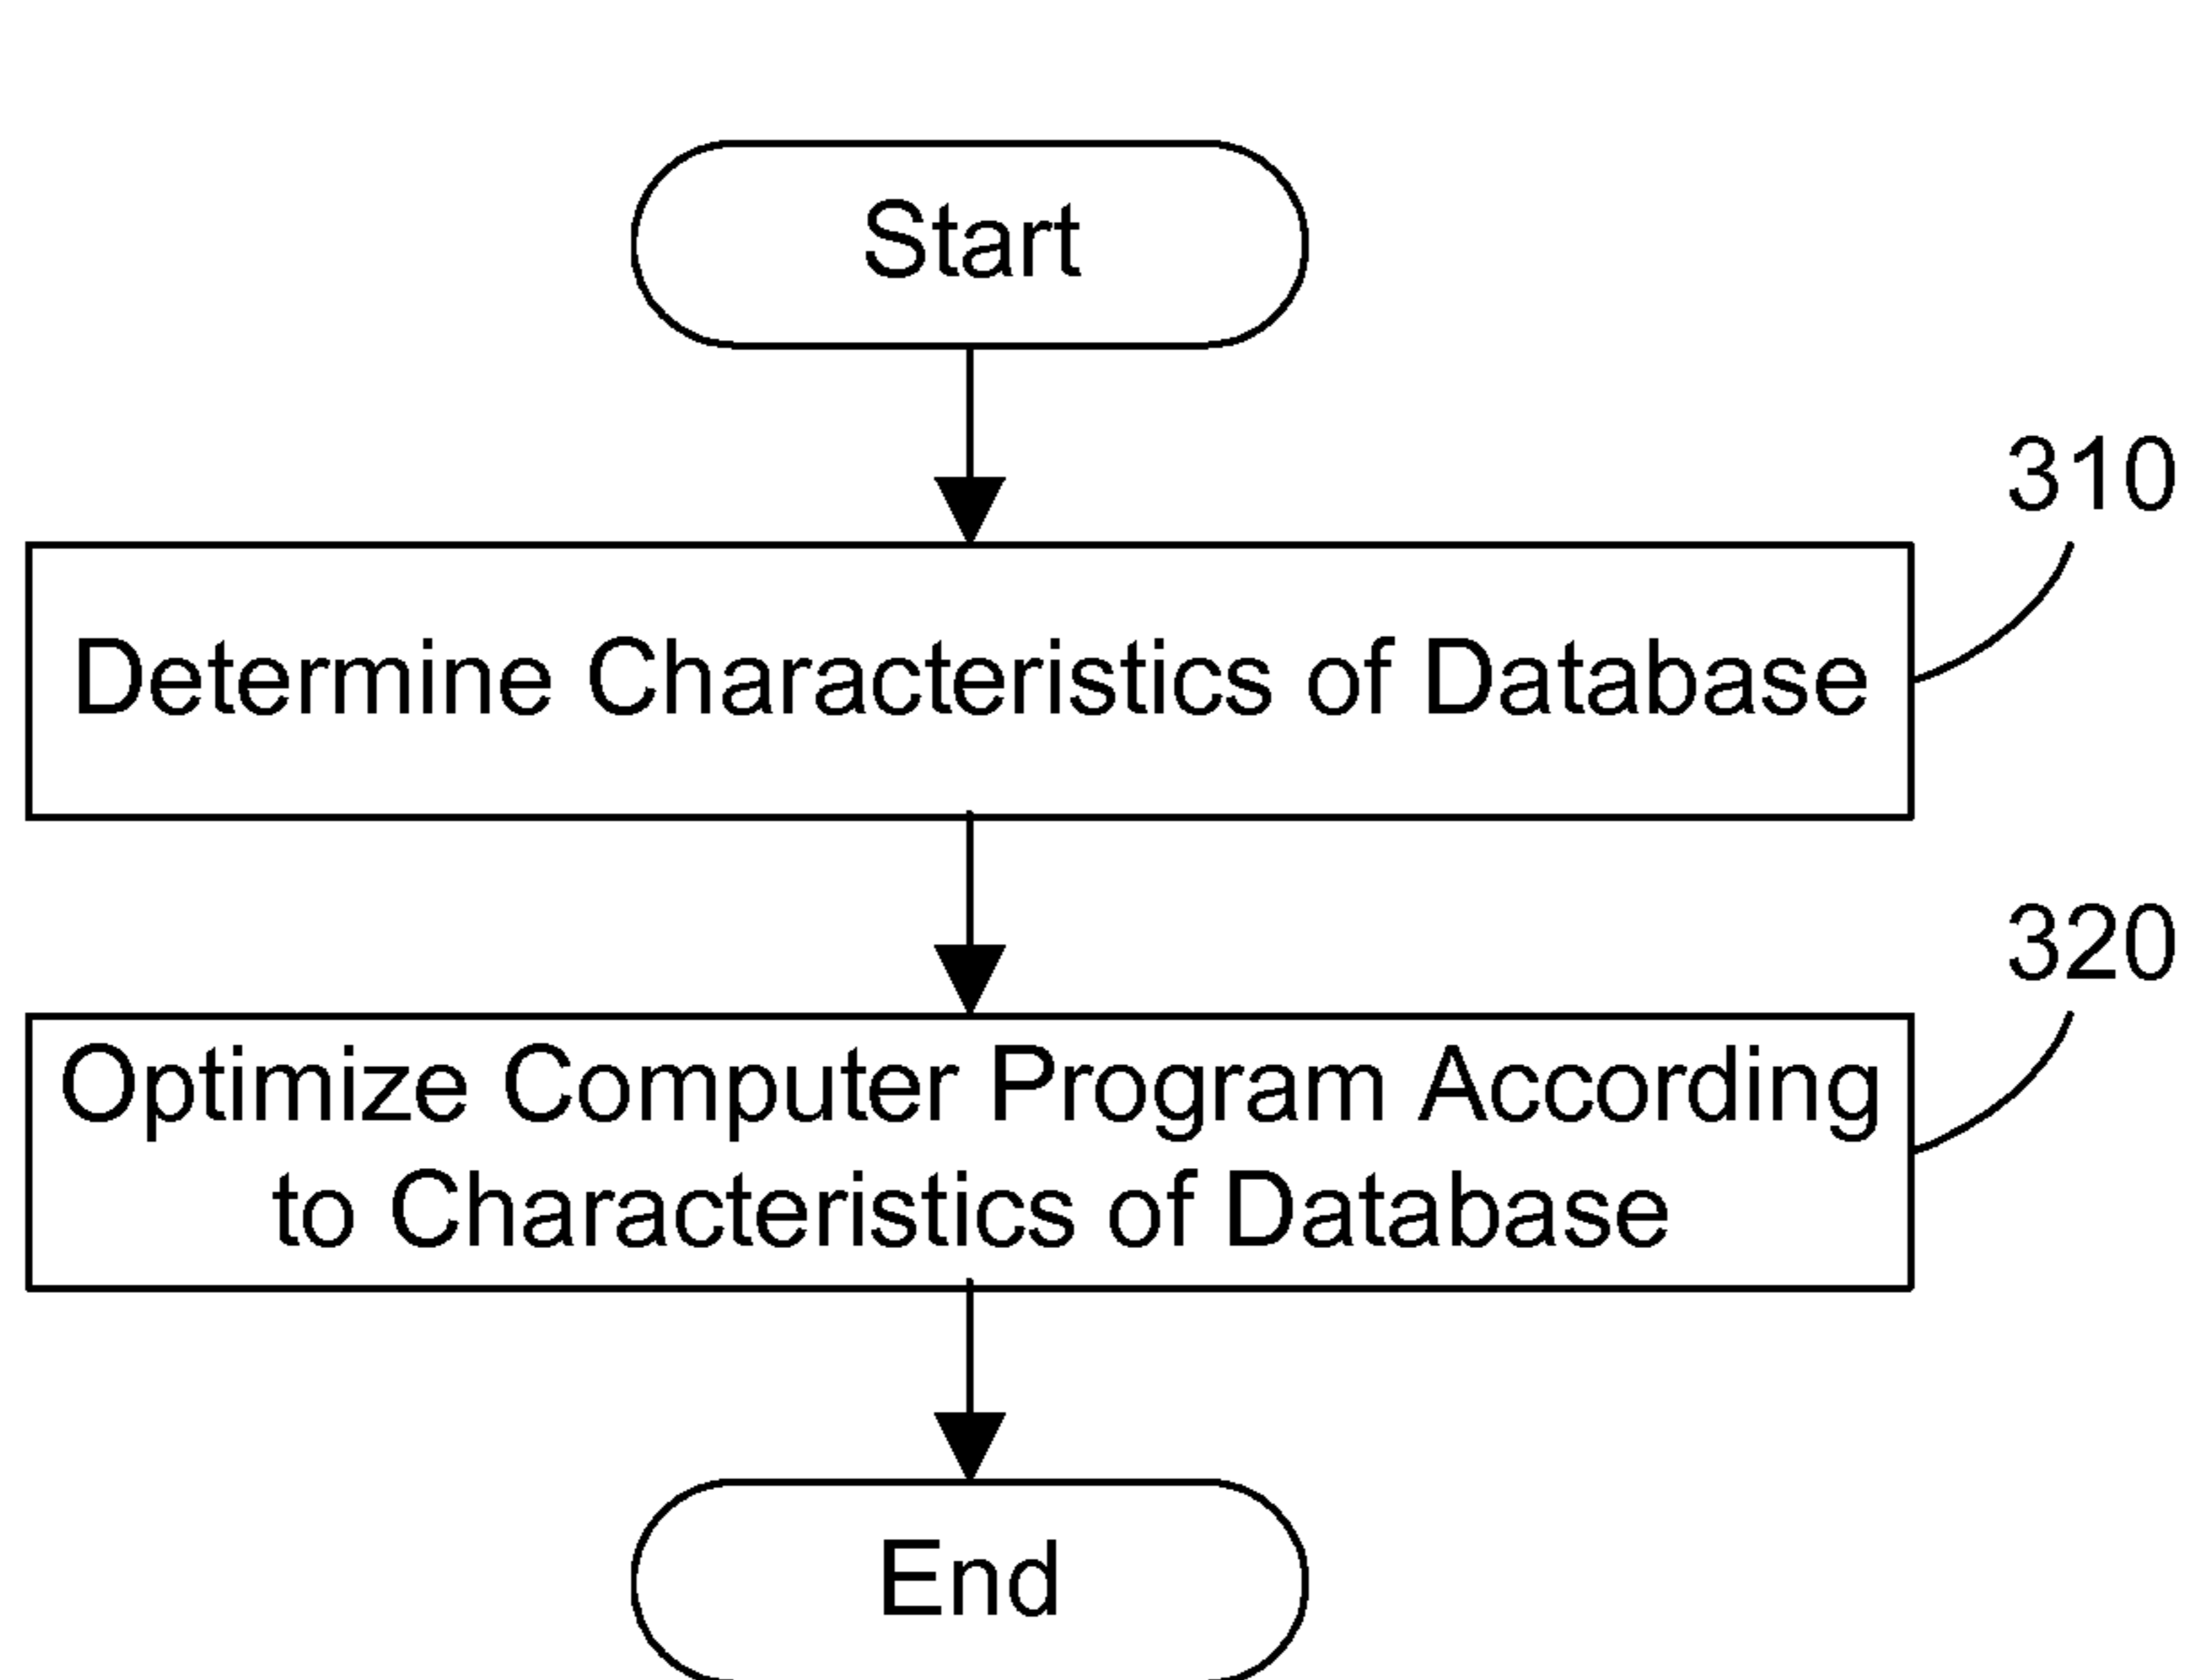 Start
310
Determine Characteristics of Database
320
Optimize Computer Program According
to Characteristics of Database
End